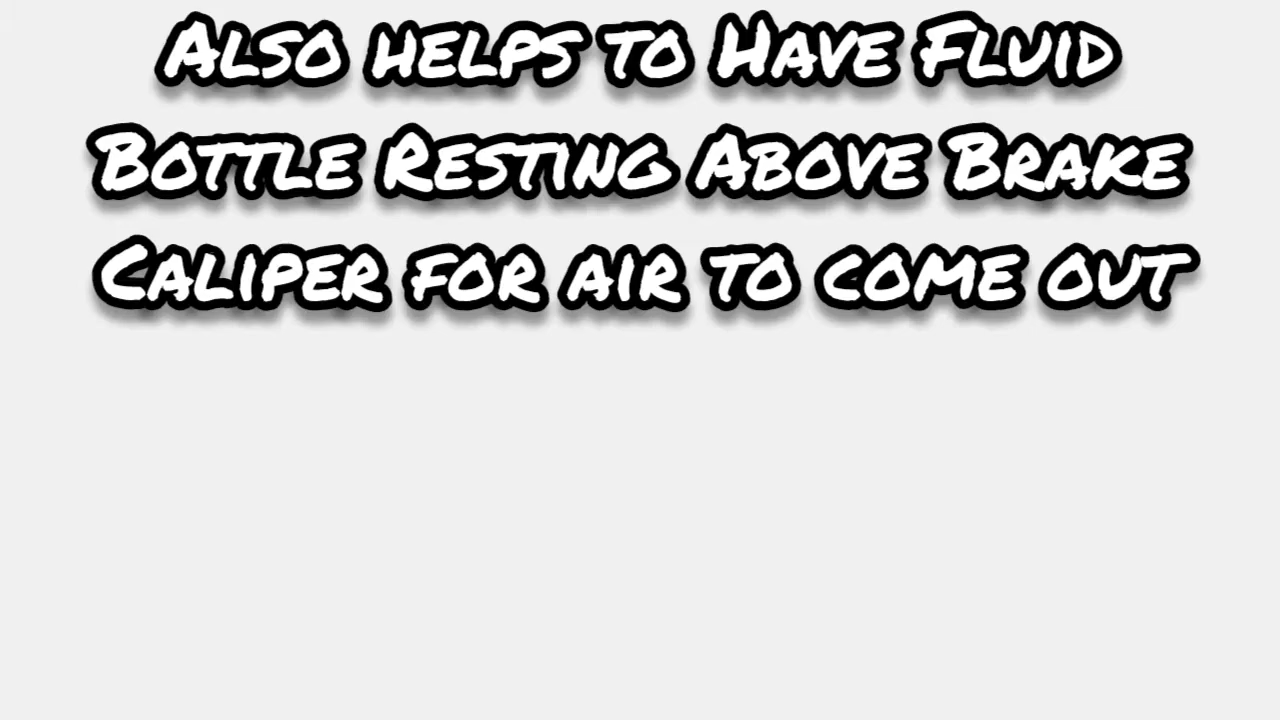 Also helps to Have Fluid
Bottle Resting Above Brake
Caliper for air to come out